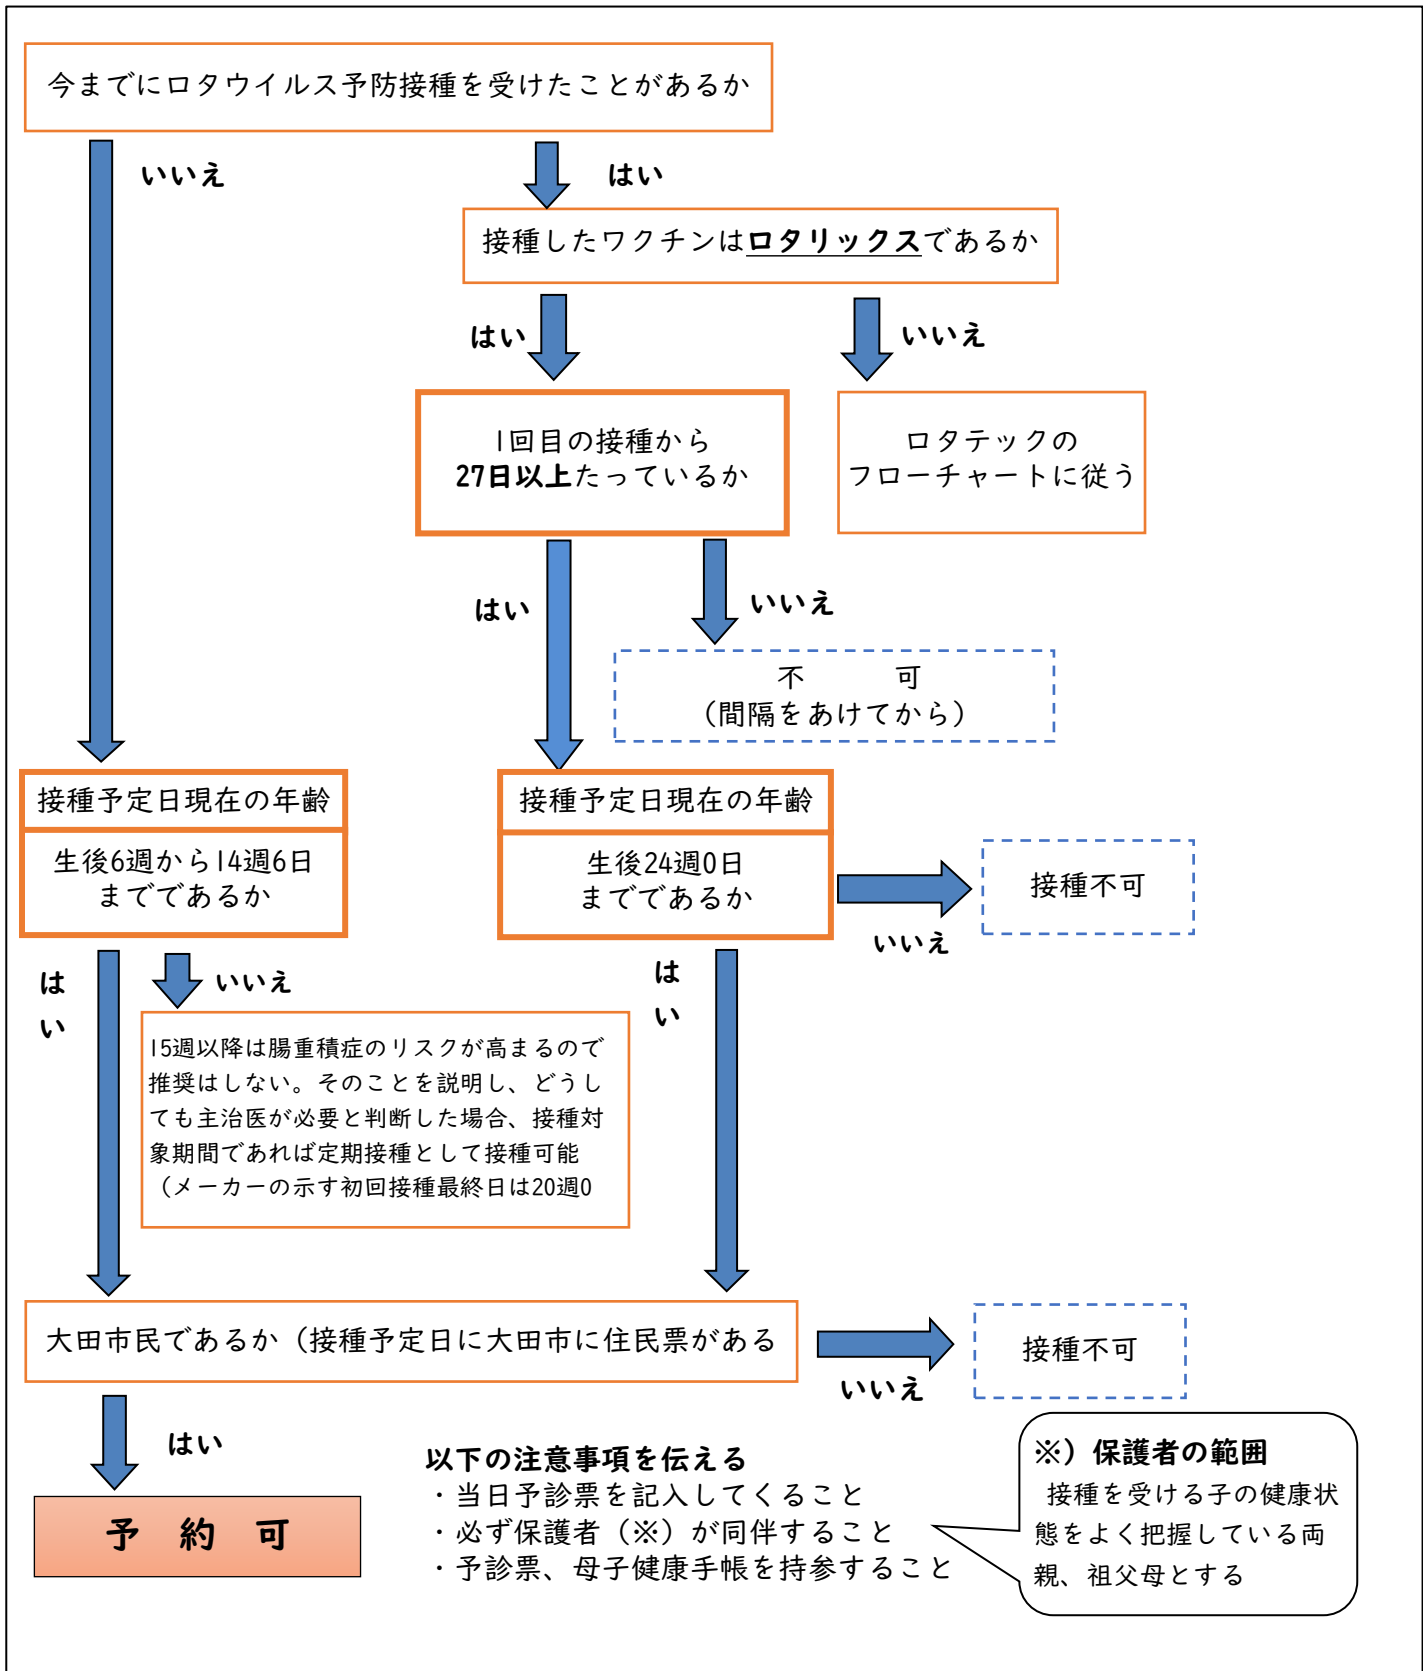 今までにロタウイルス予防接種を受けたことがあるか
いいえ
はい
接種したワクチンはロタリックスであるか
はい
いいえ
1回目の接種から
27日以上たっているか
ロタテックの
フローチャートに従う
はい
いいえ
不　可
（間隔をあけてから）
接種予定日現在の年齢
生後6週から14週6日
までであるか
接種予定日現在の年齢
生後24週0日
までであるか
接種不可
いいえ
はい
いいえ
はい
15週以降は腸重積症のリスクが高まるので
推奨はしない。そのことを説明し、どうし
ても主治医が必要と判断した場合、接種対
象期間であれば定期接種として接種可能
（メーカーの示す初回接種最終日は20週0
大田市民であるか（接種予定日に大田市に住民票がある
接種不可
いいえ
はい
予　約　可
以下の注意事項を伝える
・当日予診票を記入してくること
・必ず保護者（※）が同伴すること
・予診票、母子健康手帳を持参すること
※）保護者の範囲
接種を受ける子の健康状
態をよく把握している両
親、祖父母とする